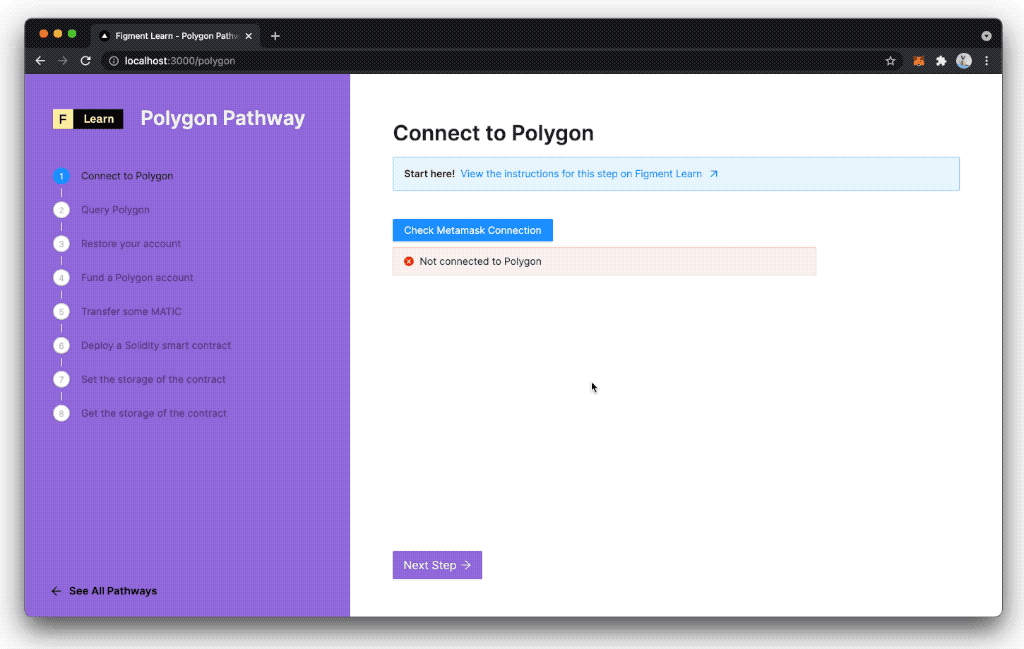 Figment Learn - Polygon Pathw
localhost:3000/polygon
F Learn Polygon Pathway
1 Connect to Polygon
2 Query Polygon
3 Restore your account
4 Fund a Polygon account
5 Transfer some MATIC
6 Deploy a Solidity smart contract
7 Set the storage of the contract
8 Get the storage of the contract
See All Pathways
Connect to Polygon
Start here! View the instructions for this step on Figment Learn
Check Metamask Connection
Not connected to Polygon
Next Step